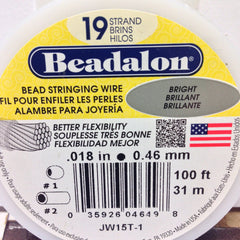 19 STRAND
BRINS
HILOS
Beadalon®
BEAD STRINGING WIRE
FIL POUR ENFILER LES PERLES
ALAMBRE PARA JOYERÍA
BRIGHT
BRILLANT
BRILLANTE
BETTER FLEXIBILITY
SOUPLESSE TRÈS BONNE
FLEXIBILIDAD MEJOR
.018 in 0.46 mm
#1
#2
100 ft
31 m
0 35926 04649 8
JW15T-1